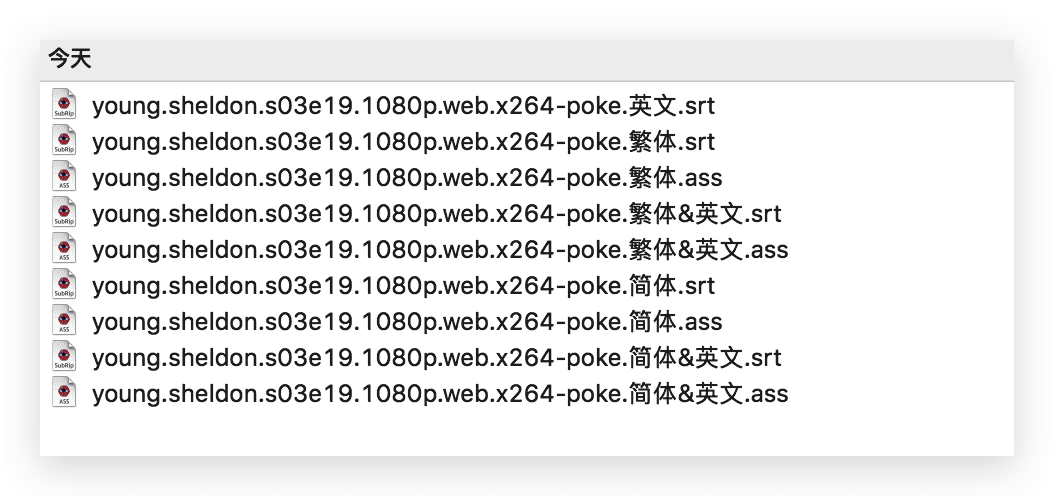 今天
young.sheldon.s03e19.1080p.web.x264-poke.英文.srt
young.sheldon.s03e19.1080p.web.x264-poke.繁体.srt
young.sheldon.s03e19.1080p.web.x264-poke.繁体.ass
young.sheldon.s03e19.1080p.web.x264-poke.繁体&英文.srt
young.sheldon.s03e19.1080p.web.x264-poke.繁体&英文.ass
young.sheldon.s03e19.1080p.web.x264-poke.简体.srt
young.sheldon.s03e19.1080p.web.x264-poke.简体.ass
young.sheldon.s03e19.1080p.web.x264-poke.简体&英文.srt
young.sheldon.s03e19.1080p.web.x264-poke.简体&英文.ass
SubRip
SubRip
ASS
SubRip
ASS
SubRip
ASS
SubRip
ASS